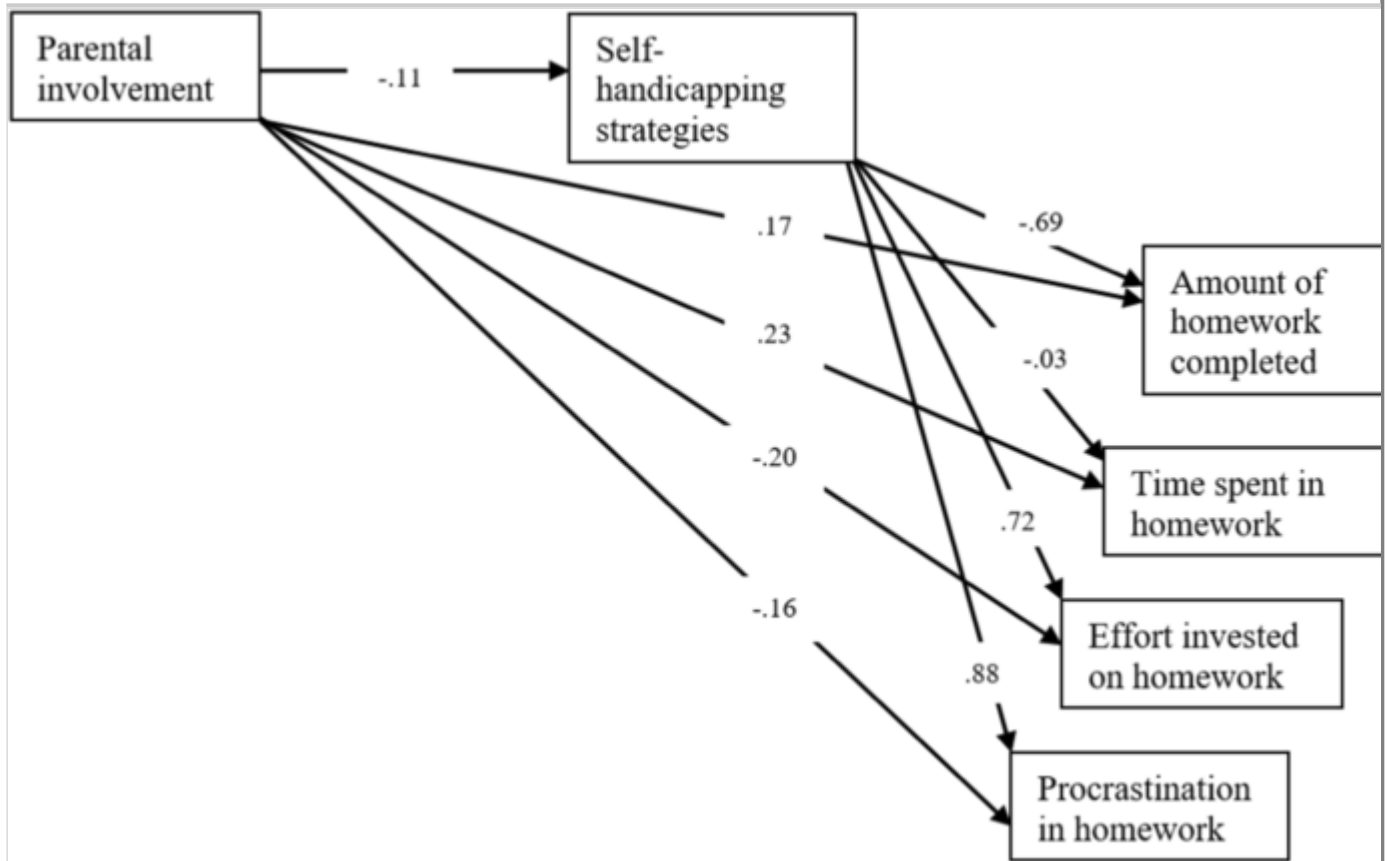 Parental
involvement
-.11
Self-
handicapping
strategies
.17
-.69
.23
-.03
-.20
.72
-.16
.88
Amount of
homework
completed
Time spent in
homework
Effort invested
on homework
Procrastination
in homework